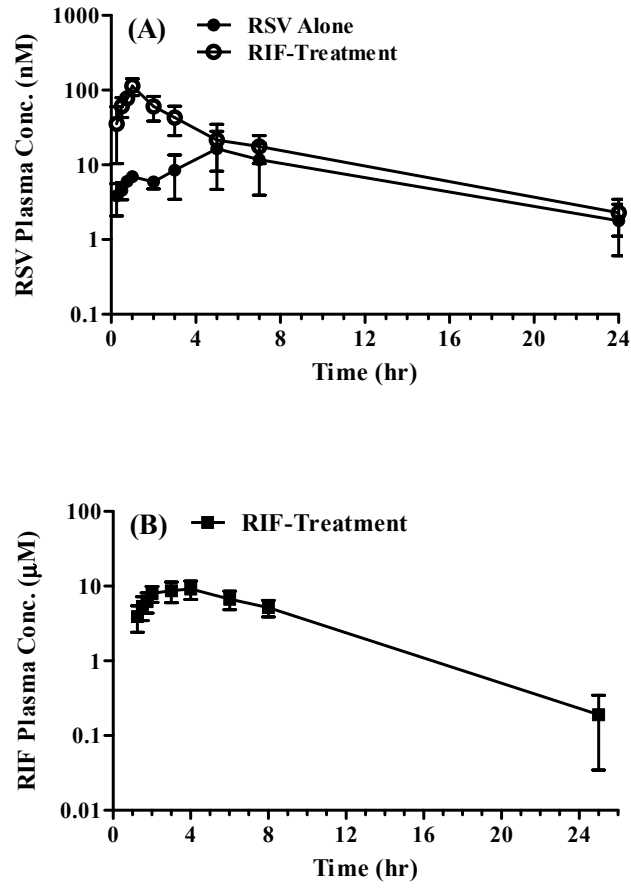 (A)
RSV Alone
RIF-Treatment
RSV Plasma Conc. (nM)
1000
100
10
1
0.1
0 4 8 12 16 20 24
Time (hr)
(B)
RIF-Treatment
RIF Plasma Conc. (μM)
100
10
1
0.1
0.01
0 4 8 12 16 20 24
Time (hr)